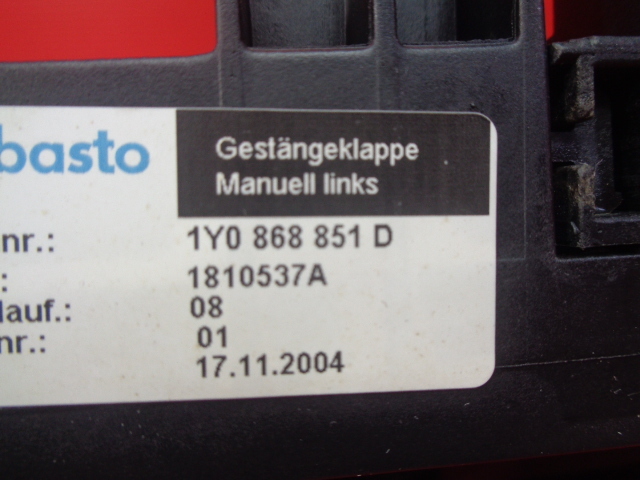 basto
Gestängeklappe
Manuell links
nr.: 1Y0 868 851 D
: 1810537A
lauf.: 08
nr.: 01
17.11.2004